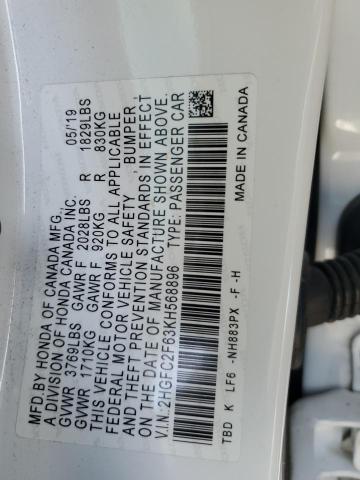 MFD.BY HONDA OF CANADA MFG. 05/19
A DIVISION OF HONDA CANADA INC.
GVWR 3769LBS GAWR F 2028LBS R 1829LBS
GVWR 1710KG GAWR F 920KG R 830KG
THIS VEHICLE CONFORMS TO ALL APPLICABLE
FEDERAL MOTOR VEHICLE SAFETY, BUMPER,
AND THEFT PREVENTION STANDARDS IN EFFECT
ON THE DATE OF MANUFACTURE SHOWN ABOVE.
V.I.N.:2HGFC2F63KH568896 TYPE: PASSENGER CAR
TBD K LF6 -NH883PX -F -H MADE IN CANADA